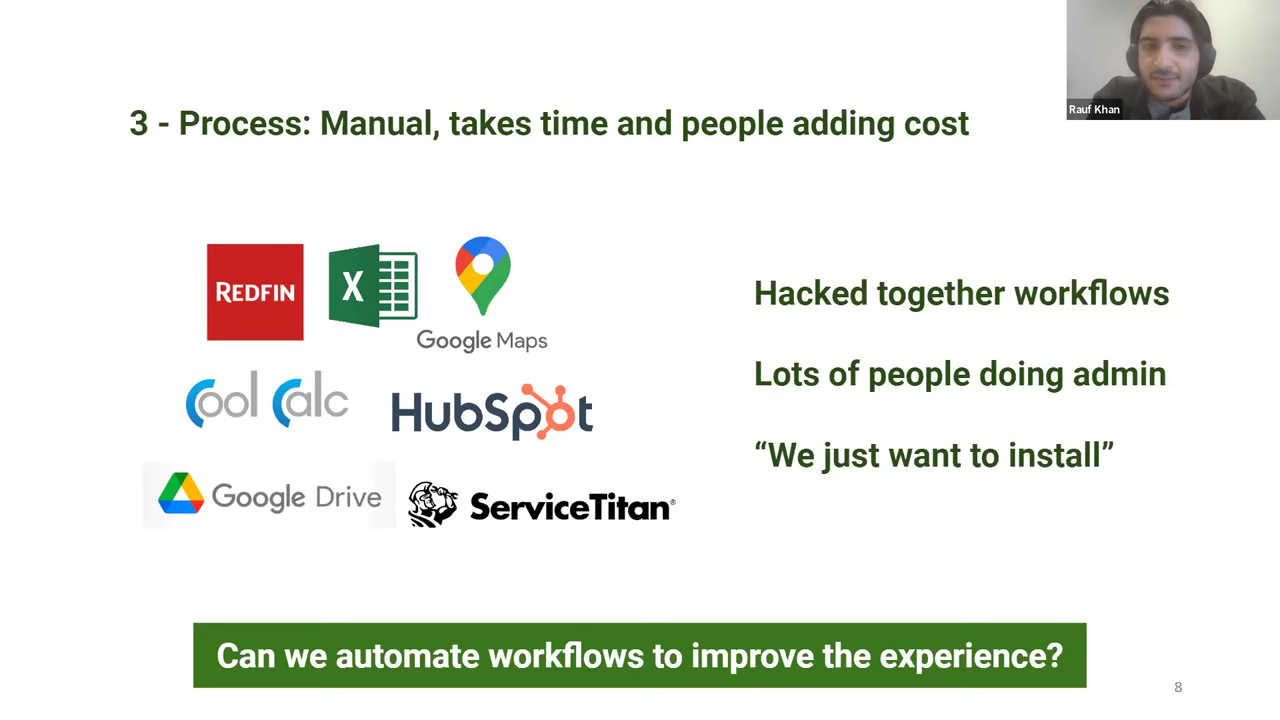 Rauf Khan
3 - Process: Manual, takes time and people adding cost
REDFIN
X
Google Maps
Cool Calc
HubSpot
Google Drive
ServiceTitan®
Hacked together workflows
Lots of people doing admin
“We just want to install”
Can we automate workflows to improve the experience?
8